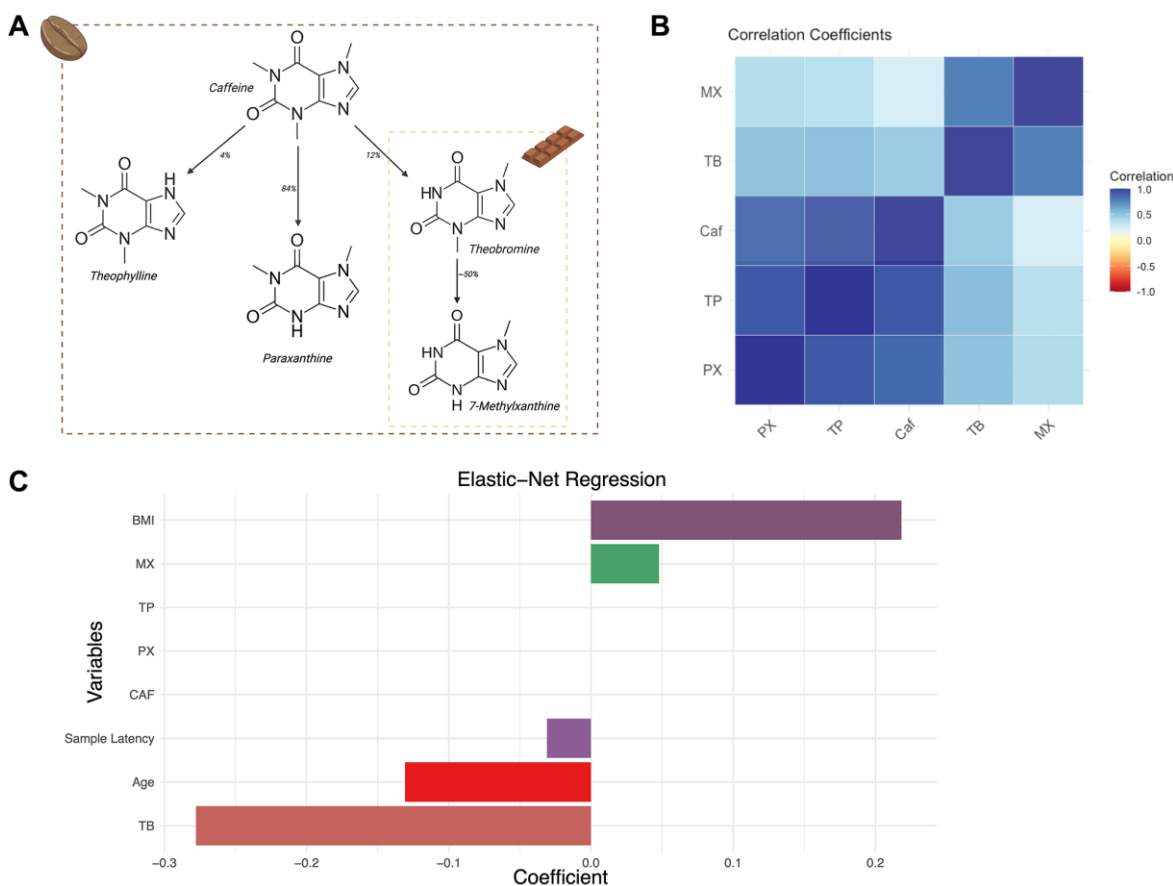 A
Caffeine
O
N
N
O
N
N
4%
84%
12%
O
H
N
N
O
N
N
Theophylline
O
N
N
O
N
N
H
Paraxanthine
O
HN
N
O
N
N
Theobromine
~50%
O
HN
N
O
N
N
H
7-Methylxanthine
B
Correlation Coefficients
MX
TB
Caf
TP
PX
PX
TP
Caf
TB
MX
Correlation
1.0
0.5
0.0
-0.5
-1.0
C
Elastic-Net Regression
Variables
BMI
MX
TP
PX
CAF
Sample Latency
Age
TB
-0.3
-0.2
-0.1
0.0
0.1
0.2
Coefficient